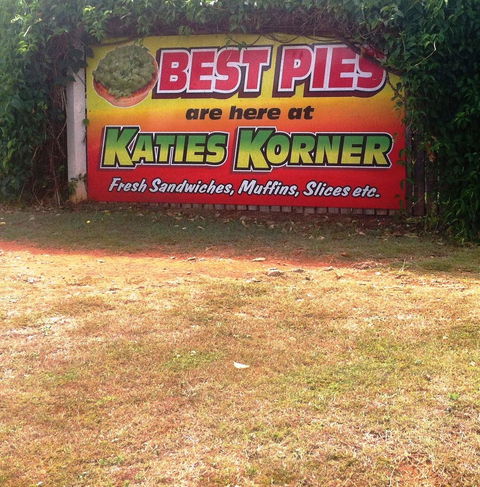 BEST PIES
are here at
KATIES KORNER
Fresh Sandwiches, Muffins, Slices etc.